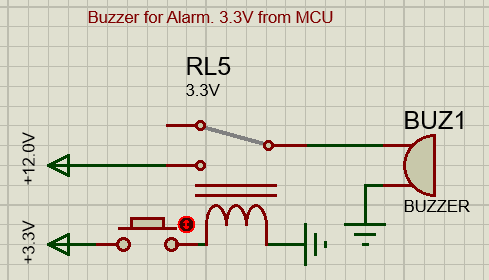 Buzzer for Alarm. 3.3V from MCU
RL5
3.3V
BUZ1
+12.0V
BUZZER
+3.3V